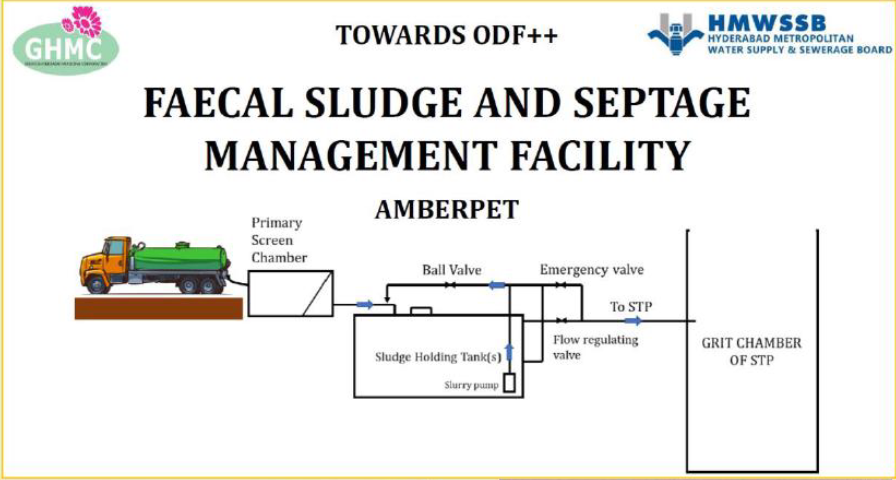 GHMC
TOWARDS ODF++
HMWSSB
HYDERABAD METROPOLITAN
WATER SUPPLY & SEWERAGE BOARD
FAECAL SLUDGE AND SEPTAGE
MANAGEMENT FACILITY
AMBERPET
Primary
Screen
Chamber
Ball Valve
Emergency valve
To STP
Flow regulating
valve
Sludge Holding Tank(s)
Slurry pump
GRIT CHAMBER
OF STP